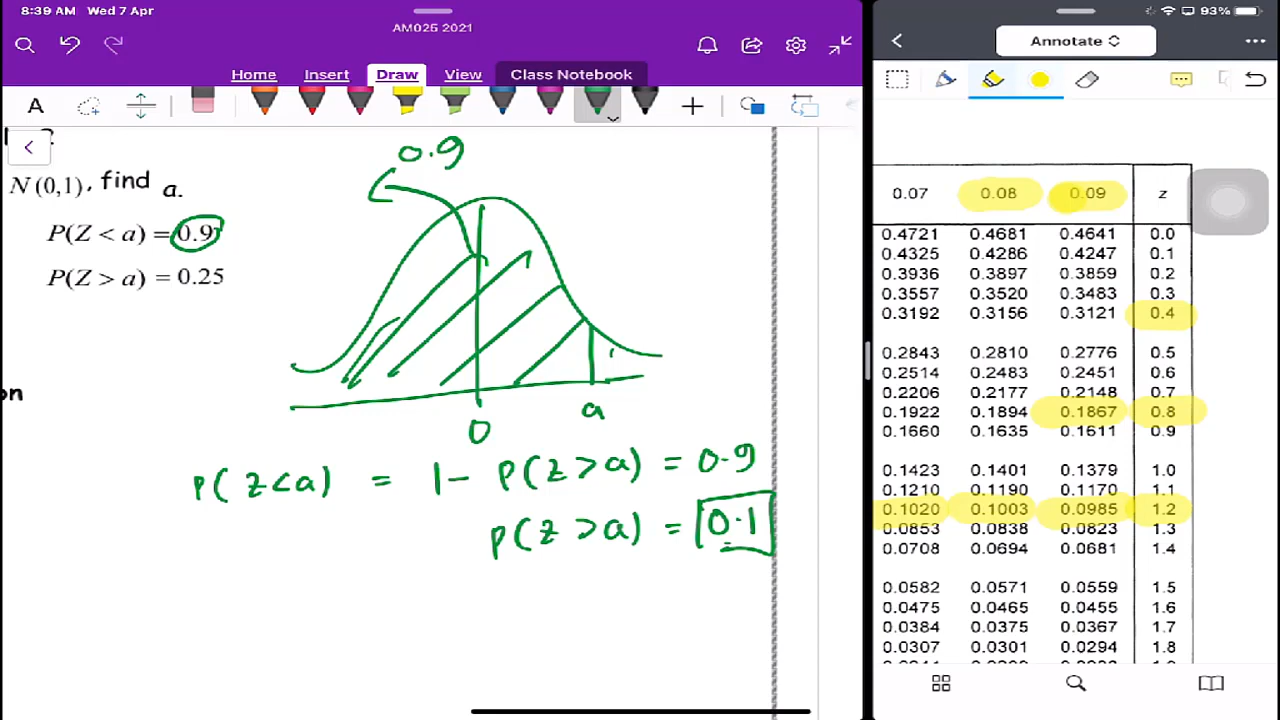 8:39 AM Wed 7 Apr
AM025 2021
Home Insert Draw View Class Notebook
A
N(0,1), find a.
P(Z < a) = 0.9
P(Z > a) = 0.25
on
0.9
0 a
P(Z<a) = 1 - P(Z>a) = 0.9
P(Z>a) = 0.1
93%
Annotate
0.07 0.08 0.09 z
0.4721 0.4681 0.4641 0.0
0.4325 0.4286 0.4247 0.1
0.3936 0.3897 0.3859 0.2
0.3557 0.3520 0.3483 0.3
0.3192 0.3156 0.3121 0.4
0.2843 0.2810 0.2776 0.5
0.2514 0.2483 0.2451 0.6
0.2206 0.2177 0.2148 0.7
0.1922 0.1894 0.1867 0.8
0.1660 0.1635 0.1611 0.9
0.1423 0.1401 0.1379 1.0
0.1210 0.1190 0.1170 1.1
0.1020 0.1003 0.0985 1.2
0.0853 0.0838 0.0823 1.3
0.0708 0.0694 0.0681 1.4
0.0582 0.0571 0.0559 1.5
0.0475 0.0465 0.0455 1.6
0.0384 0.0375 0.0367 1.7
0.0307 0.0301 0.0294 1.8